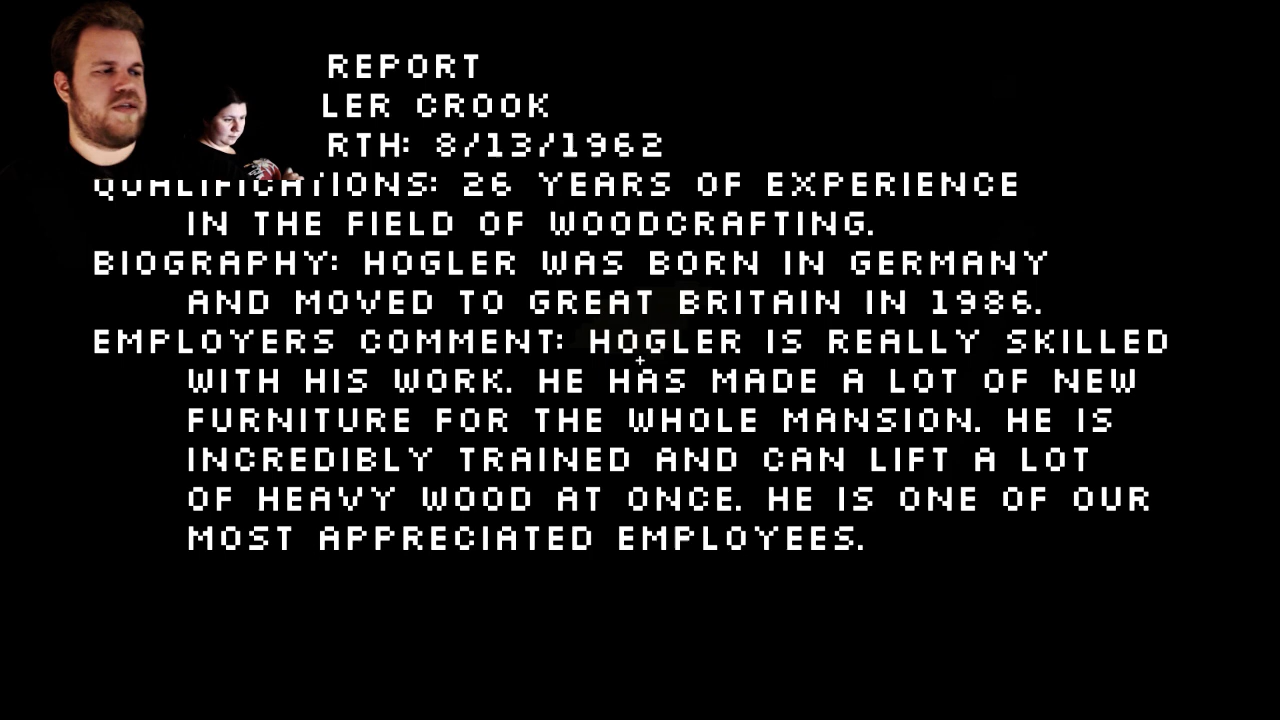 REPORT
LER CROOK
RTH: 8/13/1962
QUALIFICATIONS: 26 YEARS OF EXPERIENCE
IN THE FIELD OF WOODCRAFTING.
BIOGRAPHY: HOGLER WAS BORN IN GERMANY
AND MOVED TO GREAT BRITAIN IN 1986.
EMPLOYERS COMMENT: HOGLER IS REALLY SKILLED
WITH HIS WORK. HE HAS MADE A LOT OF NEW
FURNITURE FOR THE WHOLE MANSION. HE IS
INCREDIBLY TRAINED AND CAN LIFT A LOT
OF HEAVY WOOD AT ONCE. HE IS ONE OF OUR
MOST APPRECIATED EMPLOYEES.